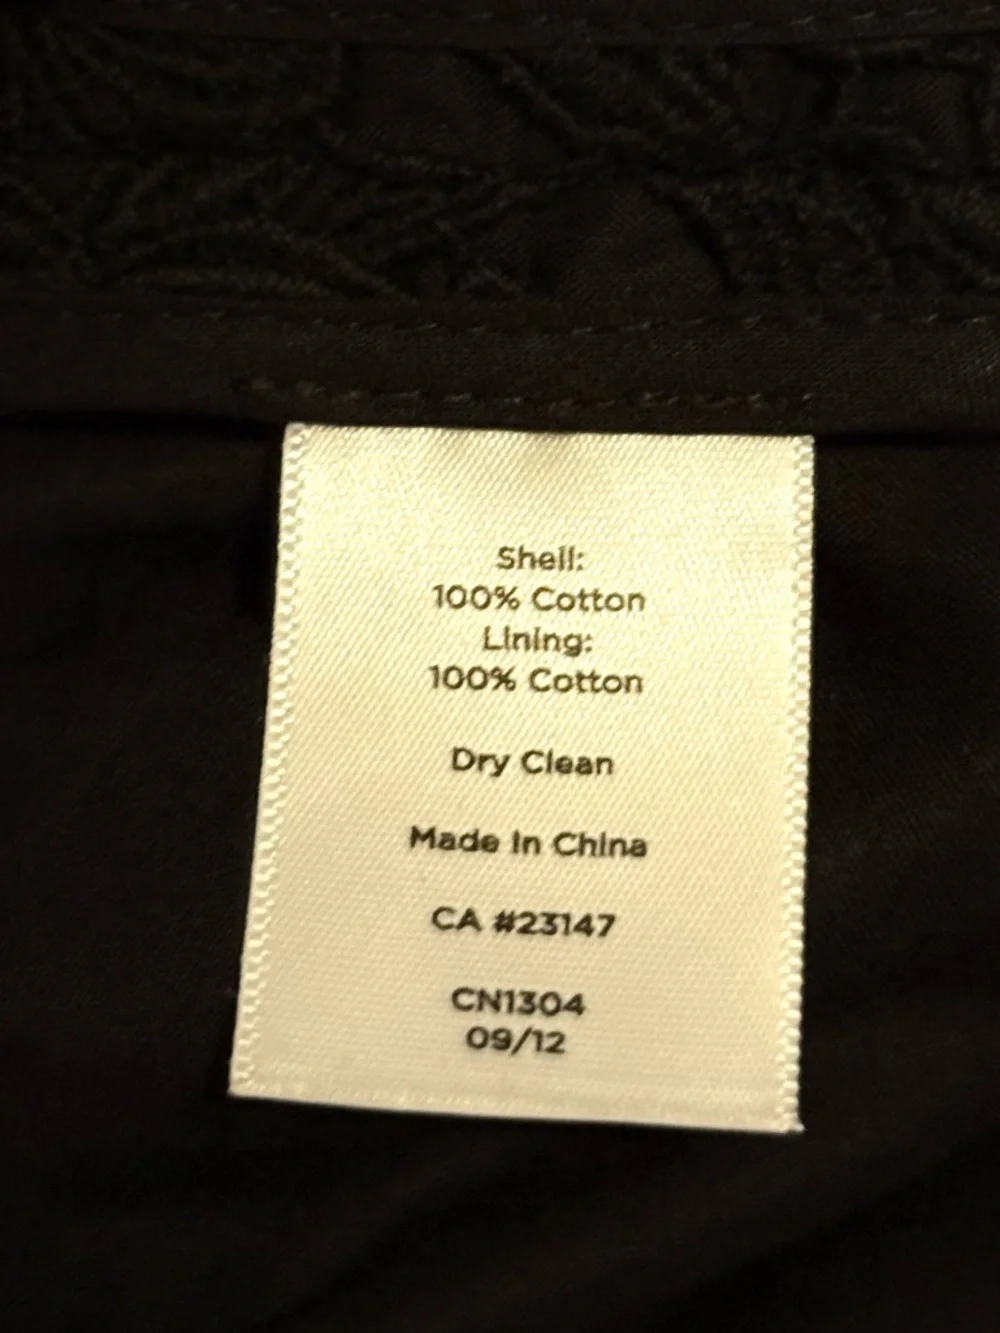 Shell:
100% Cotton
Lining:
100% Cotton
Dry Clean
Made In China
CA #23147
CN1304
09/12